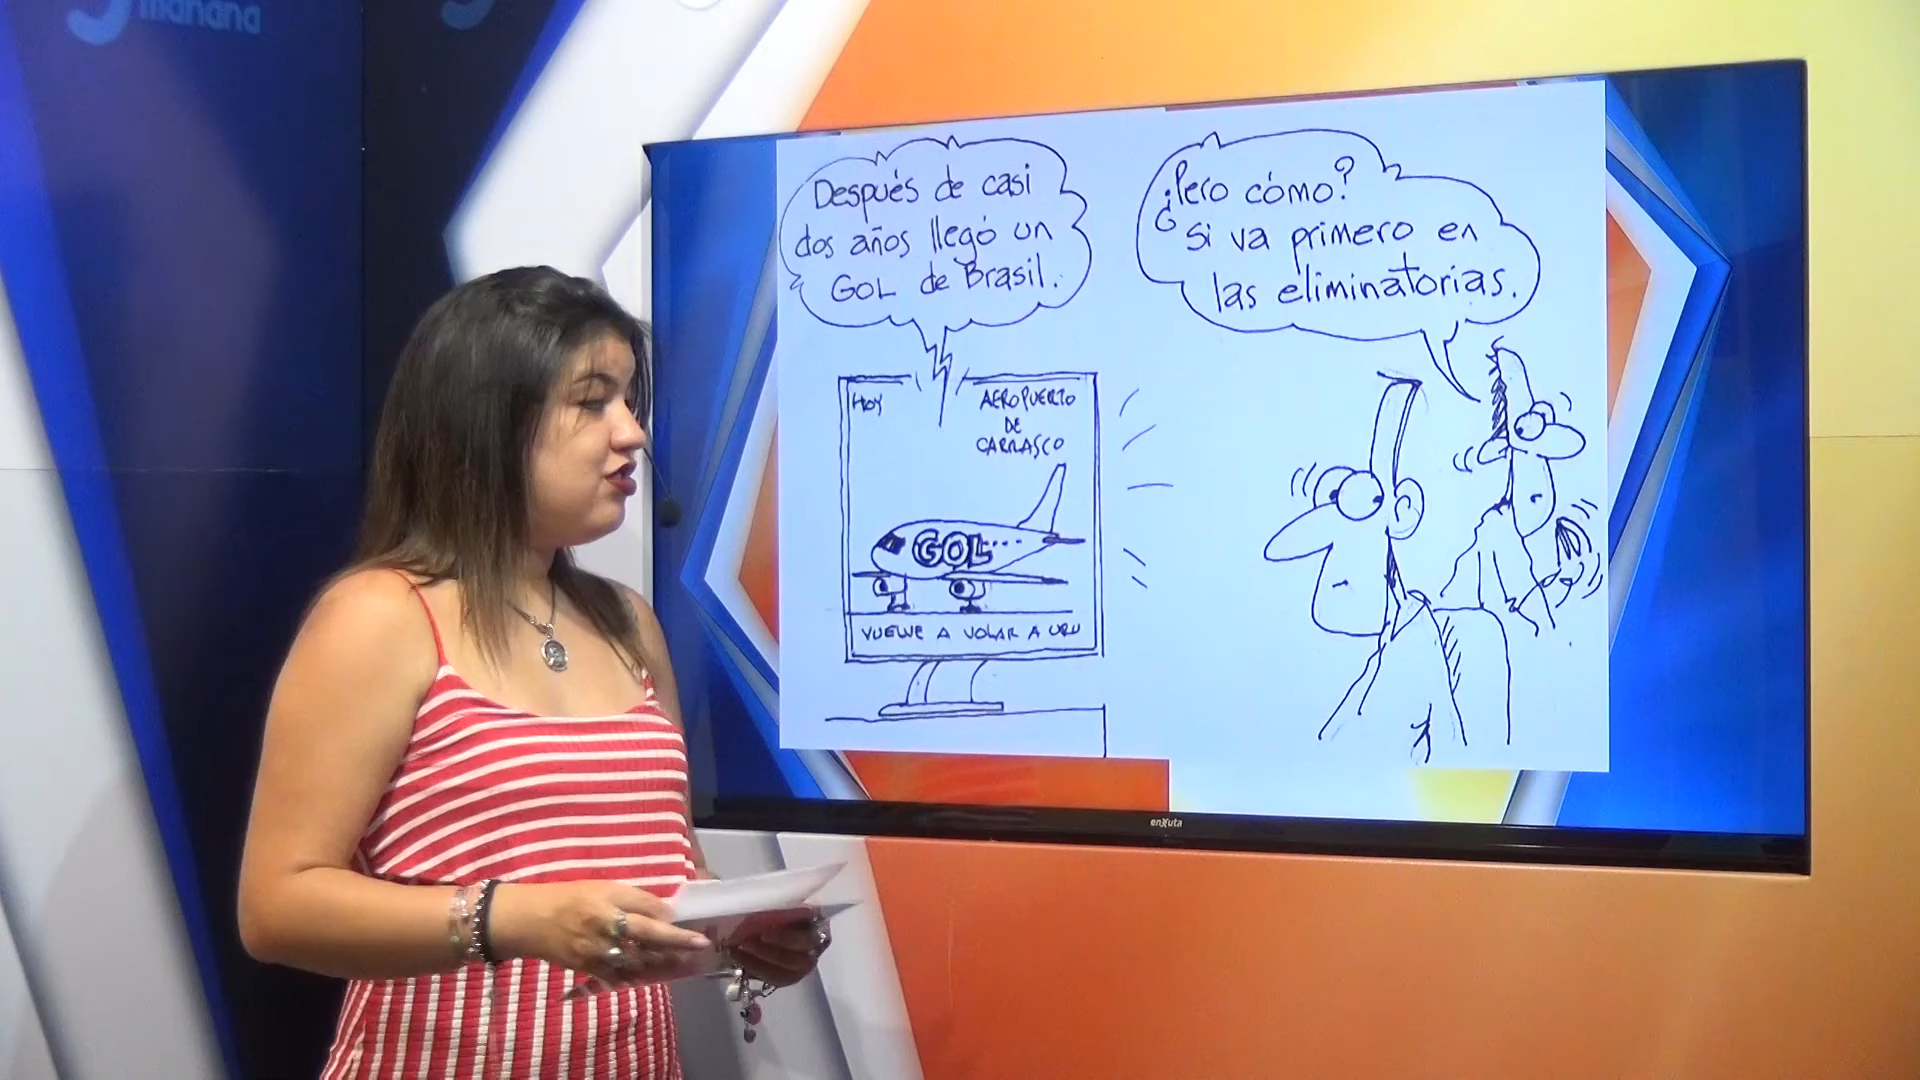 mañana
Después de casi
dos años llegó un
GOL de Brasil.
¿Pero cómo?
si va primero en
las eliminatorias.
HOY
AEROPUERTO
DE
CARRASCO
GOL
VUELVE A VOLAR A URU
enxuta